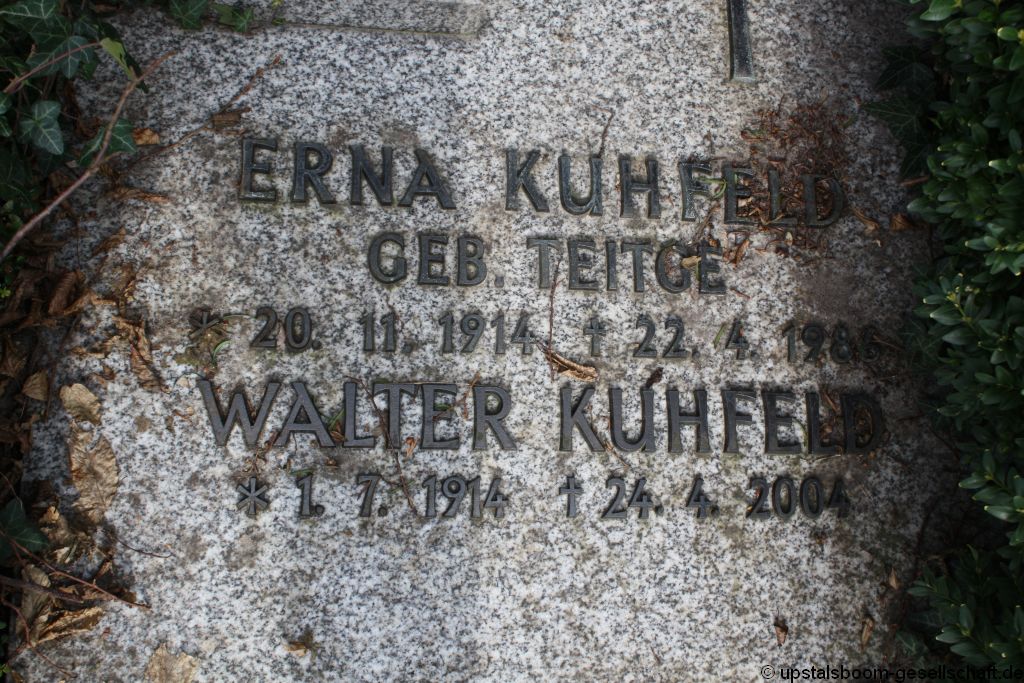 ERNA KUHFELD
GEB. TEITGE
* 20. 11. 1914 † 22. 4. 1986
WALTER KUHFELD
* 1. 7. 1914 † 24. 4. 2004
© upstalsboom-gesellschaft.de